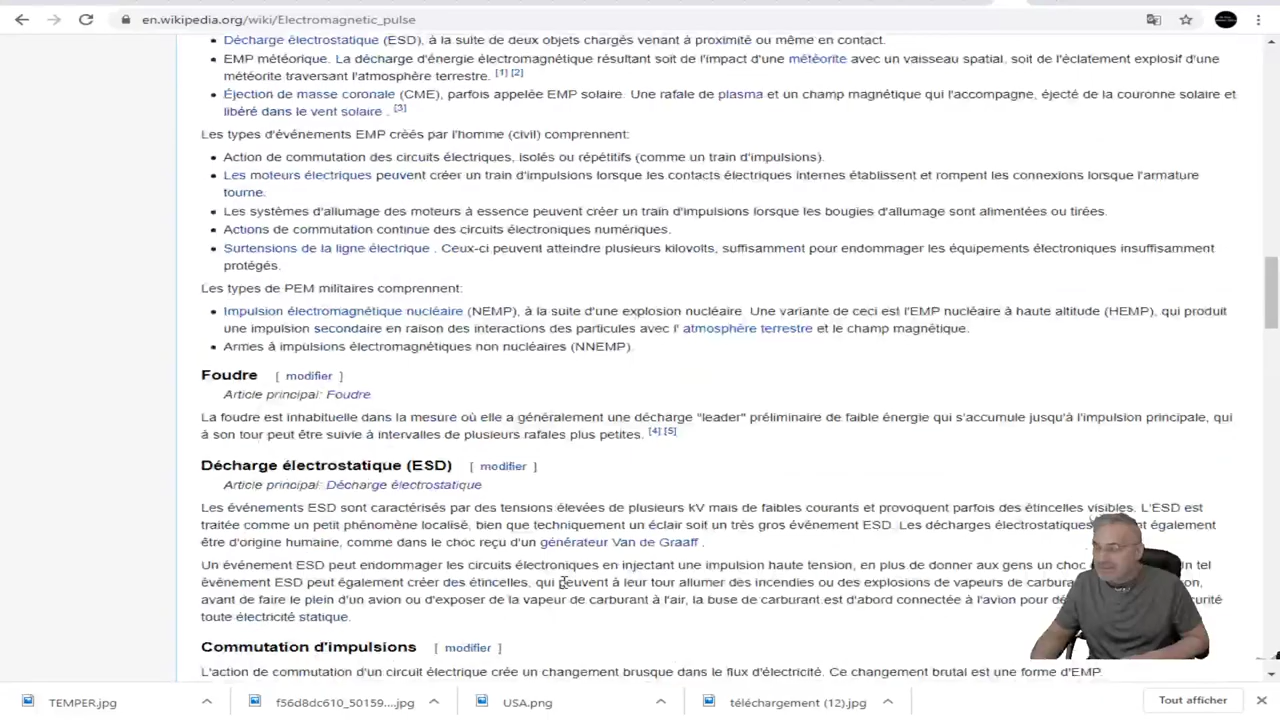 en.wikipedia.org/wiki/Electromagnetic_pulse
Décharge électrostatique (ESD), à la suite de deux objets chargés venant à proximité ou même en contact.
EMP météorique. La décharge d'énergie électromagnétique résultant soit de l'impact d'une météorite avec un vaisseau spatial, soit de l'éclatement explosif d'une
météorite traversant l'atmosphère terrestre. [1] [2]
Éjection de masse coronale (CME), parfois appelée EMP solaire. Une rafale de plasma et un champ magnétique qui l'accompagne, éjecté de la couronne solaire et
libéré dans le vent solaire . [3]
Les types d'événements EMP créés par l'homme (civil) comprennent:
Action de commutation des circuits électriques, isolés ou répétitifs (comme un train d'impulsions).
Les moteurs électriques peuvent créer un train d'impulsions lorsque les contacts électriques internes établissent et rompent les connexions lorsque l'armature
tourne.
Les systèmes d'allumage des moteurs à essence peuvent créer un train d'impulsions lorsque les bougies d'allumage sont alimentées ou tirées.
Actions de commutation continue des circuits électroniques numériques.
Surtensions de la ligne électrique . Ceux-ci peuvent atteindre plusieurs kilovolts, suffisamment pour endommager les équipements électroniques insuffisamment
protégés.
Les types de PEM militaires comprennent:
Impulsion électromagnétique nucléaire (NEMP), à la suite d'une explosion nucléaire. Une variante de ceci est l'EMP nucléaire à haute altitude (HEMP), qui produit
une impulsion secondaire en raison des interactions des particules avec l' atmosphère terrestre et le champ magnétique.
Armes à impulsions électromagnétiques non nucléaires (NNEMP).
Foudre [ modifier ]
Article principal: Foudre
La foudre est inhabituelle dans la mesure où elle a généralement une décharge "leader" préliminaire de faible énergie qui s'accumule jusqu'à l'impulsion principale, qui
à son tour peut être suivie à intervalles de plusieurs rafales plus petites. [4] [5]
Décharge électrostatique (ESD) [ modifier ]
Article principal: Décharge électrostatique
Les événements ESD sont caractérisés par des tensions élevées de plusieurs kV mais de faibles courants et provoquent parfois des étincelles visibles. L'ESD est
traitée comme un petit phénomène localisé, bien que techniquement un éclair soit un très gros événement ESD. Les décharges électrostatiques également
être d'origine humaine, comme dans le choc reçu d'un générateur Van de Graaff .
Un événement ESD peut endommager les circuits électroniques en injectant une impulsion haute tension, en plus de donner aux gens un choc tel
événement ESD peut également créer des étincelles, qui peuvent à leur tour allumer des incendies ou des explosions de vapeurs de
avant de faire le plein d'un avion ou d'exposer de la vapeur de carburant à l'air, la buse de carburant est d'abord connectée à l'avion pour
toute électricité statique.
Commutation d'impulsions [ modifier ]
L'action de commutation d'un circuit électrique crée un changement brusque dans le flux d'électricité. Ce changement brutal est une forme d'EMP.
TEMPER.jpg f56d8dc610_50159....jpg USA.png téléchargement (12).jpg Tout afficher